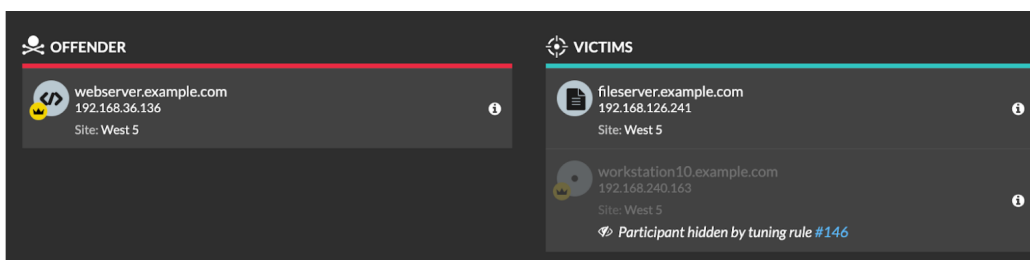 OFFENDER
webserver.example.com
192.168.36.136
Site: West 5
VICTIMS
fileserver.example.com
192.168.126.241
Site: West 5
workstation10.example.com
192.168.240.163
Site: West 5
Participant hidden by tuning rule #146